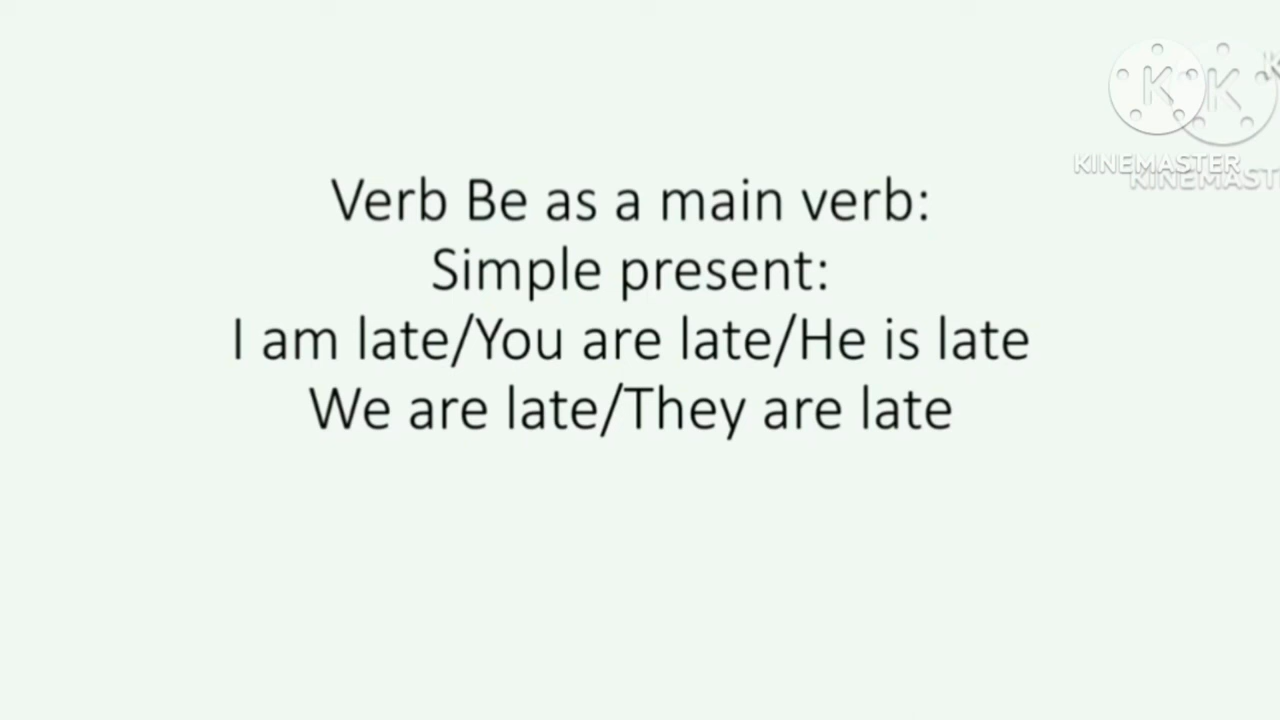 KINEMASTER
KINEMAST
Verb Be as a main verb:
Simple present:
I am late/You are late/He is late
We are late/They are late